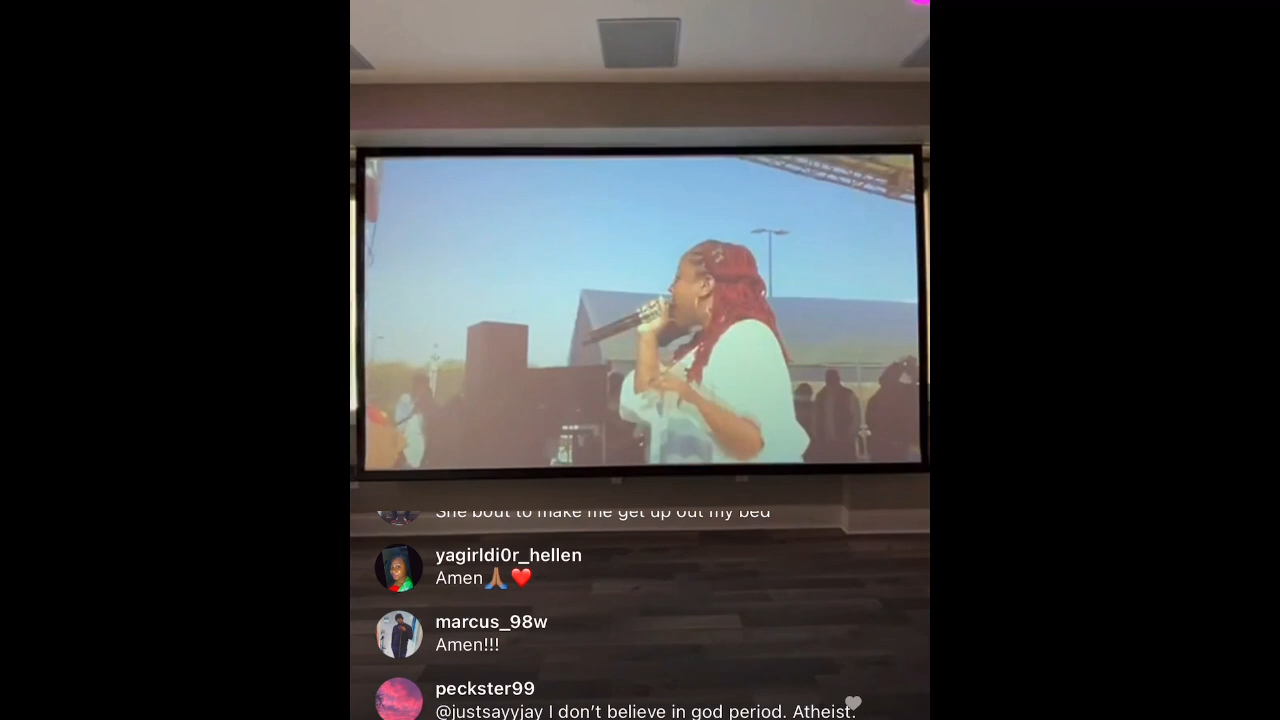 She bout to make me get up out my bed
yagirldi0r_hellen
Amen🙏🏽❤️
marcus_98w
Amen!!!
peckster99
@justsayyjay I don’t believe in god period. Atheist.